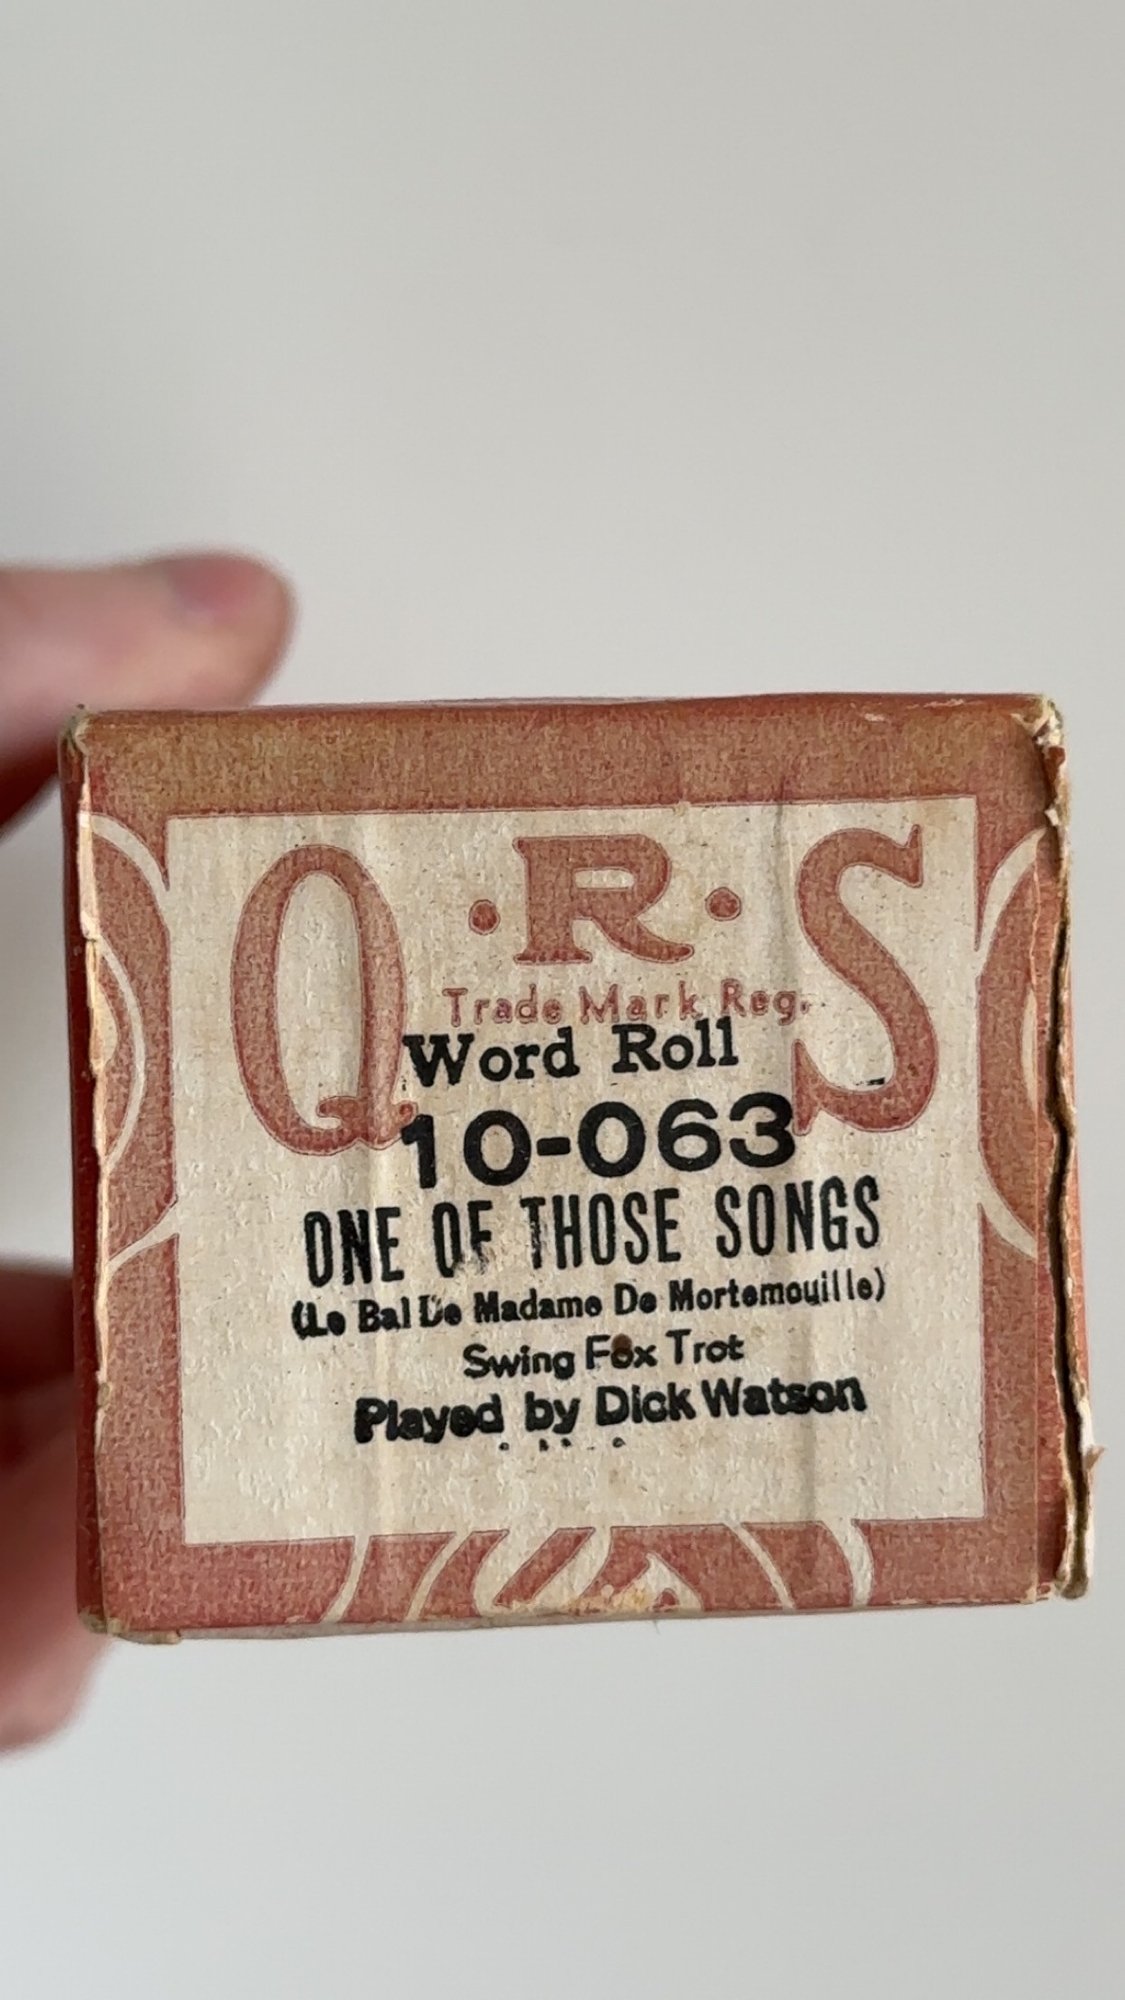 Q·R·S
Trade Mark Reg.
Word Roll
10-063
ONE OF THOSE SONGS
(Le Bal De Madame De Mortemouille)
Swing Fox Trot
Played by Dick Watson